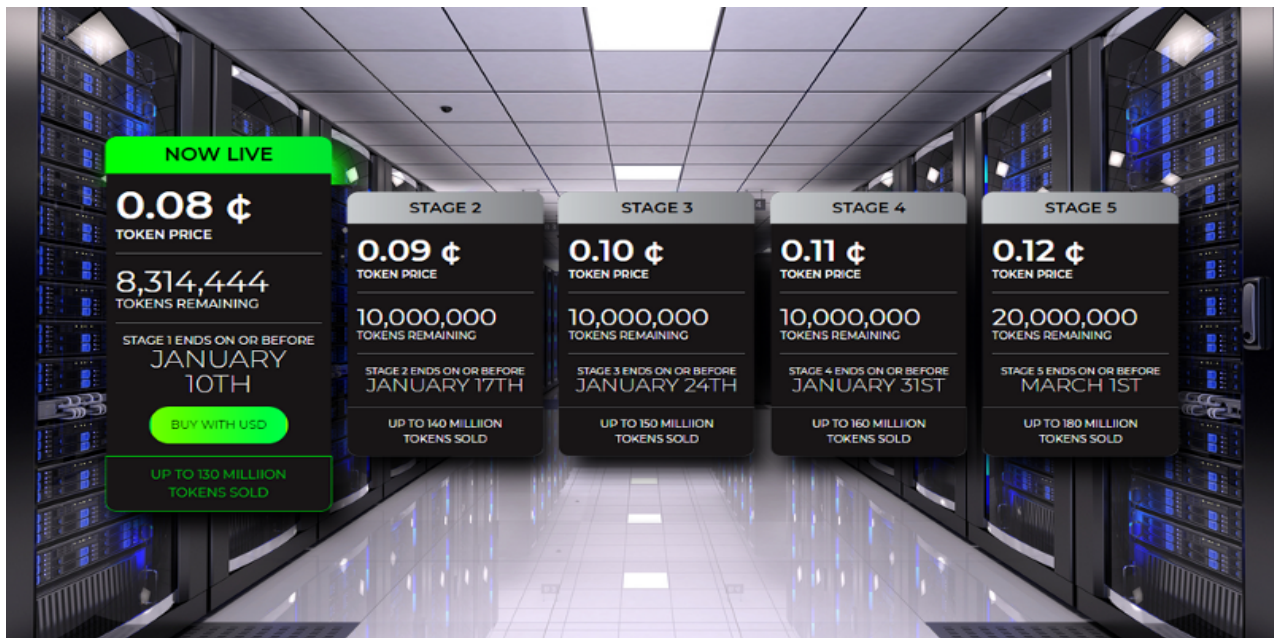 NOW LIVE
0.08 ¢
TOKEN PRICE
8,314,444
TOKENS REMAINING
STAGE 1 ENDS ON OR BEFORE
JANUARY
10TH
BUY WITH USD
UP TO 130 MILLIION
TOKENS SOLD
STAGE 2
0.09 ¢
TOKEN PRICE
10,000,000
TOKENS REMAINING
STAGE 2 ENDS ON OR BEFORE
JANUARY 17TH
UP TO 140 MILLIION
TOKENS SOLD
STAGE 3
0.10 ¢
TOKEN PRICE
10,000,000
TOKENS REMAINING
STAGE 3 ENDS ON OR BEFORE
JANUARY 24TH
UP TO 150 MILLIION
TOKENS SOLD
STAGE 4
0.11 ¢
TOKEN PRICE
10,000,000
TOKENS REMAINING
STAGE 4 ENDS ON OR BEFORE
JANUARY 31ST
UP TO 160 MILLIION
TOKENS SOLD
STAGE 5
0.12 ¢
TOKEN PRICE
20,000,000
TOKENS REMAINING
STAGE 5 ENDS ON OR BEFORE
MARCH 1ST
UP TO 180 MILLIION
TOKENS SOLD